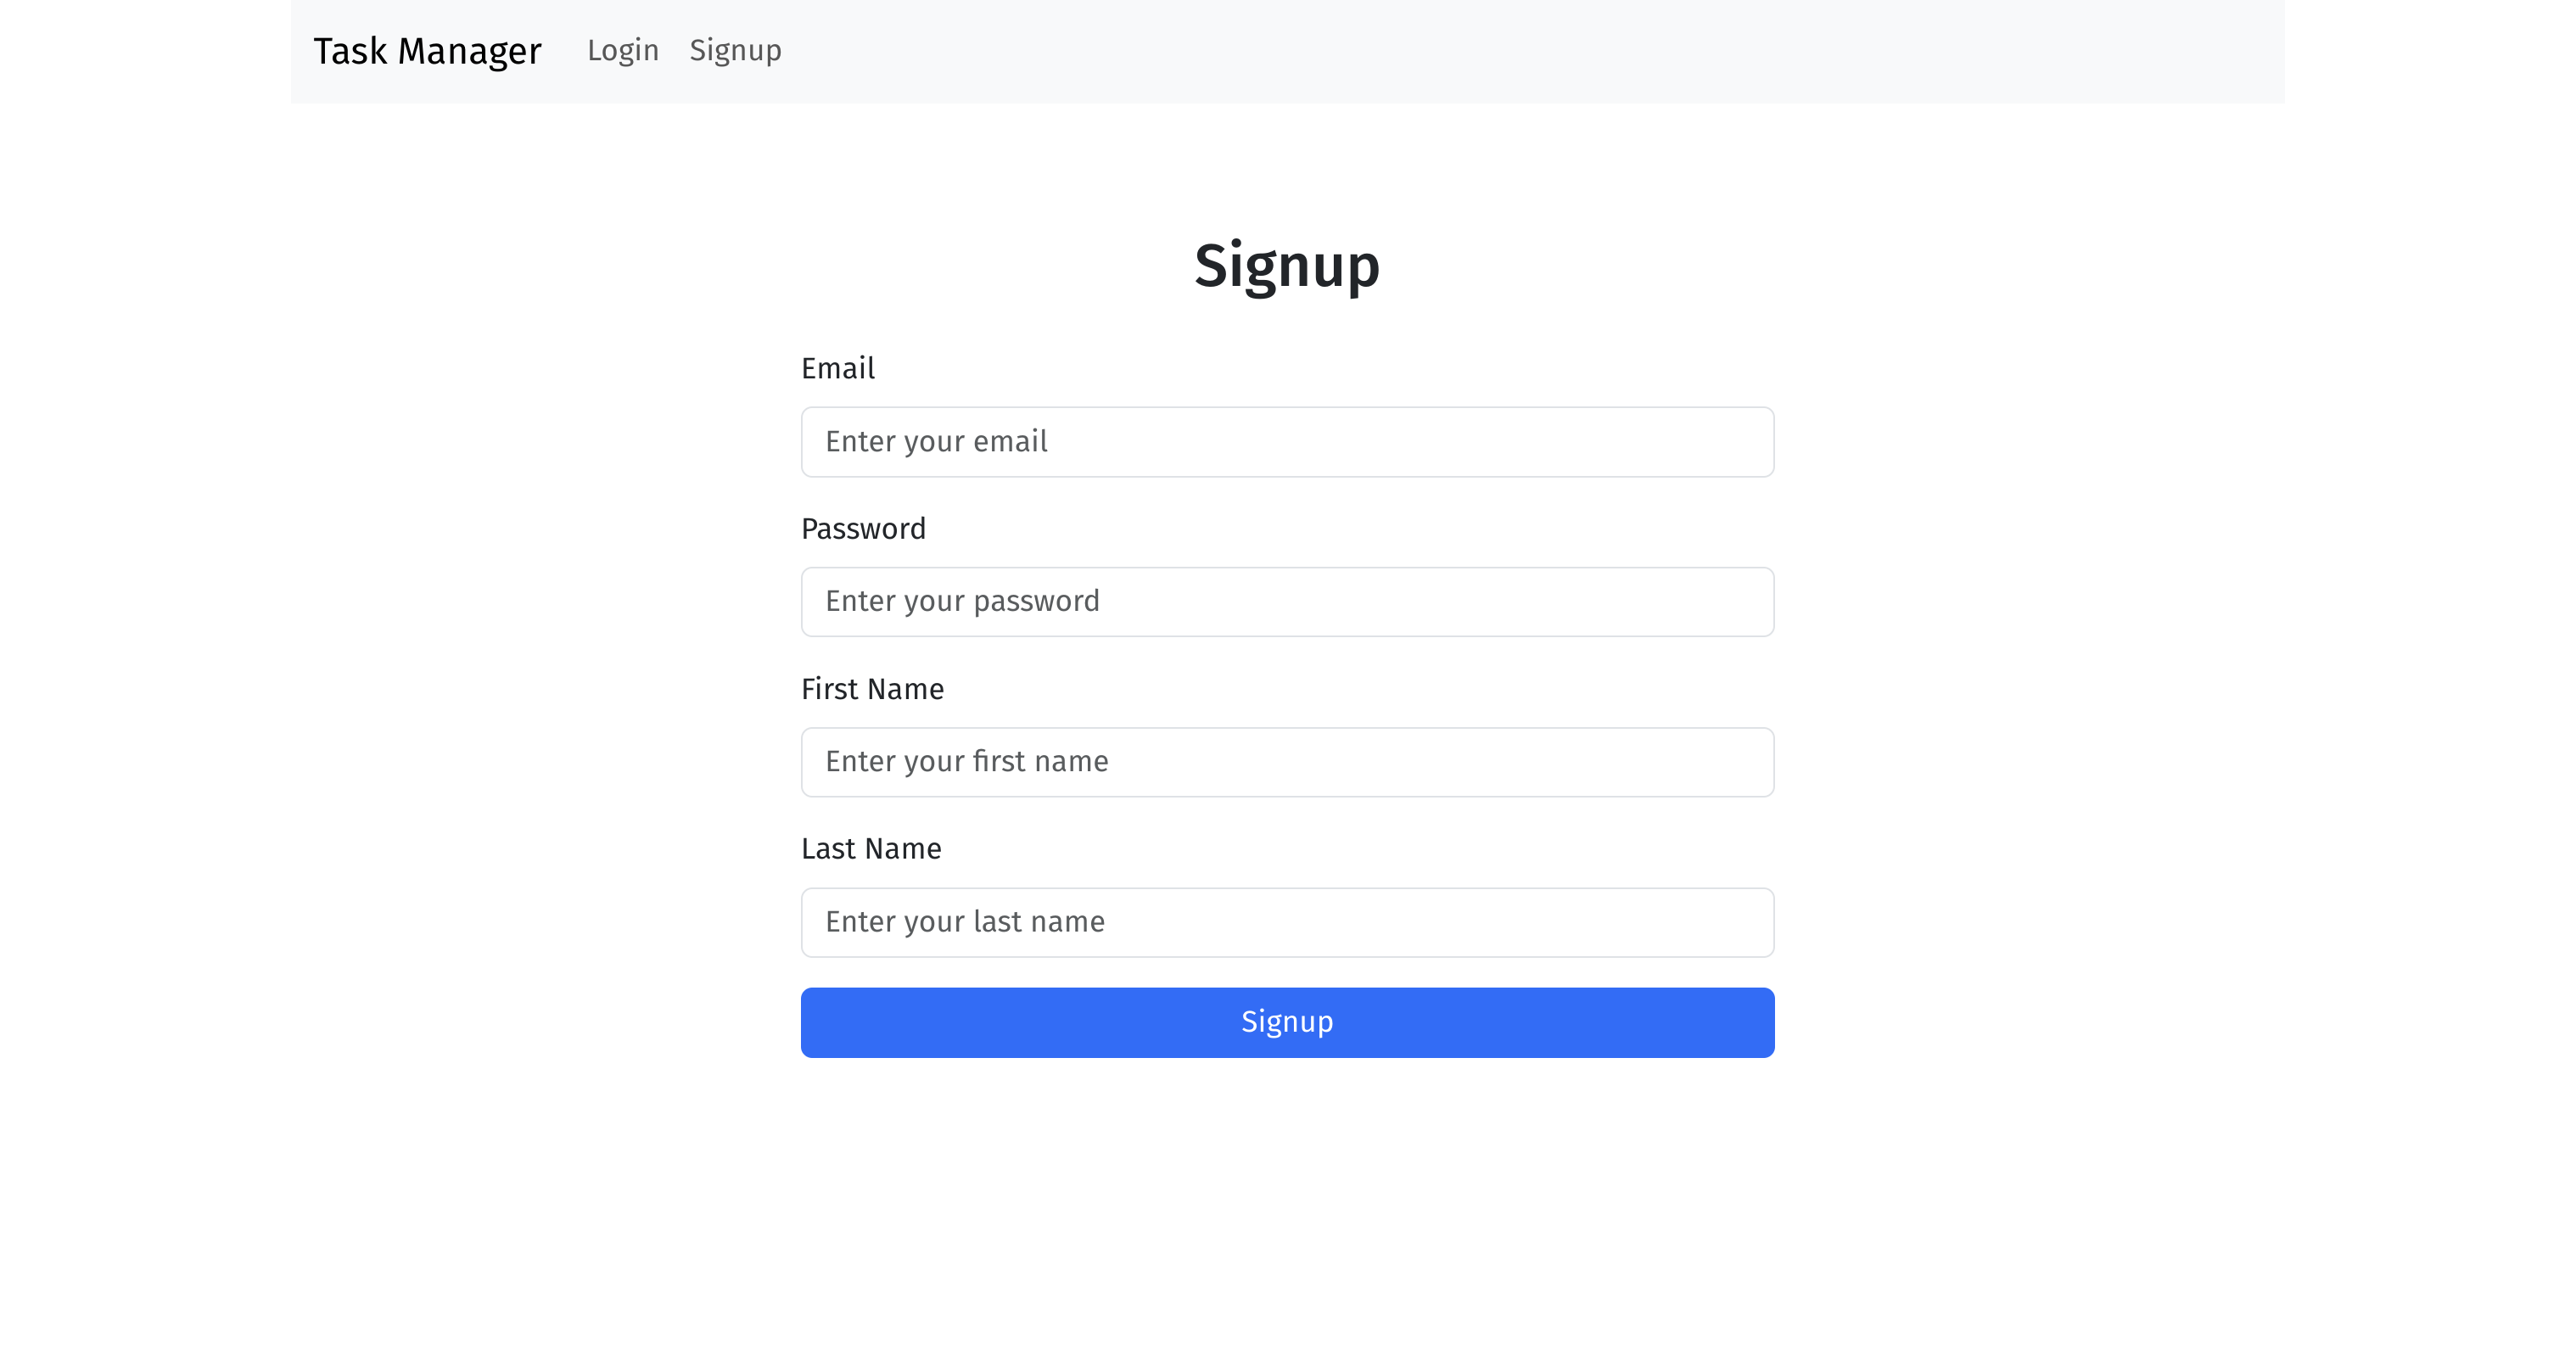 Task Manager Login Signup
Signup
Email
Enter your email
Password
Enter your password
First Name
Enter your first name
Last Name
Enter your last name
Signup